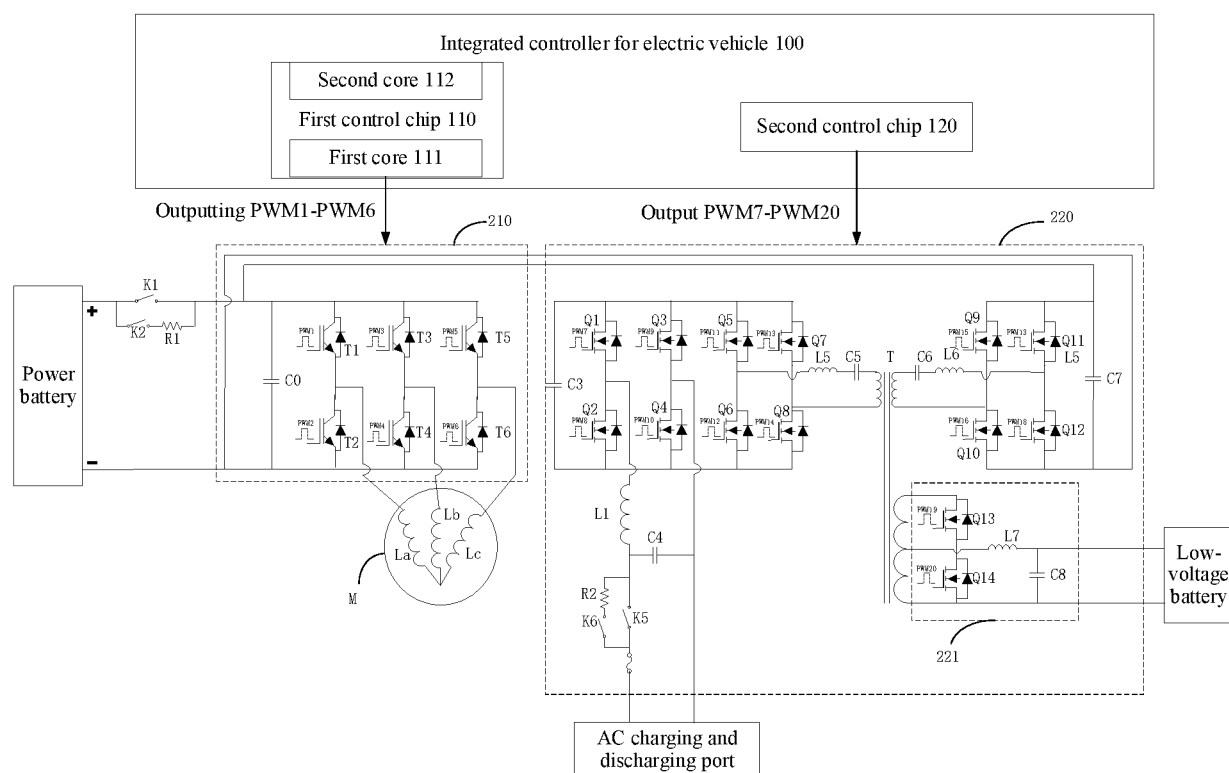 Integrated controller for electric vehicle 100
Second core 112
First control chip 110
First core 111
Second control chip 120
Outputting PWM1-PWM6
Output PWM7-PWM20
210
220
Power
battery
+
−
K1
K2
R1
C0
PWM1
T1
PWM3
T3
PWM5
T5
PWM2
T2
PWM4
T4
PWM6
T6
La
Lb
Lc
M
C3
PWM7
Q1
PWM9
Q3
PWM11
Q5
PWM13
Q7
PWM8
Q2
PWM10
Q4
PWM12
Q6
PWM14
Q8
L5
C5
T
C6
L6
Q9
PWM15
PWM13
Q11
L5
C7
PWM16
Q10
PWM18
Q12
L1
C4
R2
K6
K5
PWM19
Q13
PWM20
Q14
L7
C8
221
Low-
voltage
battery
AC charging and
discharging port